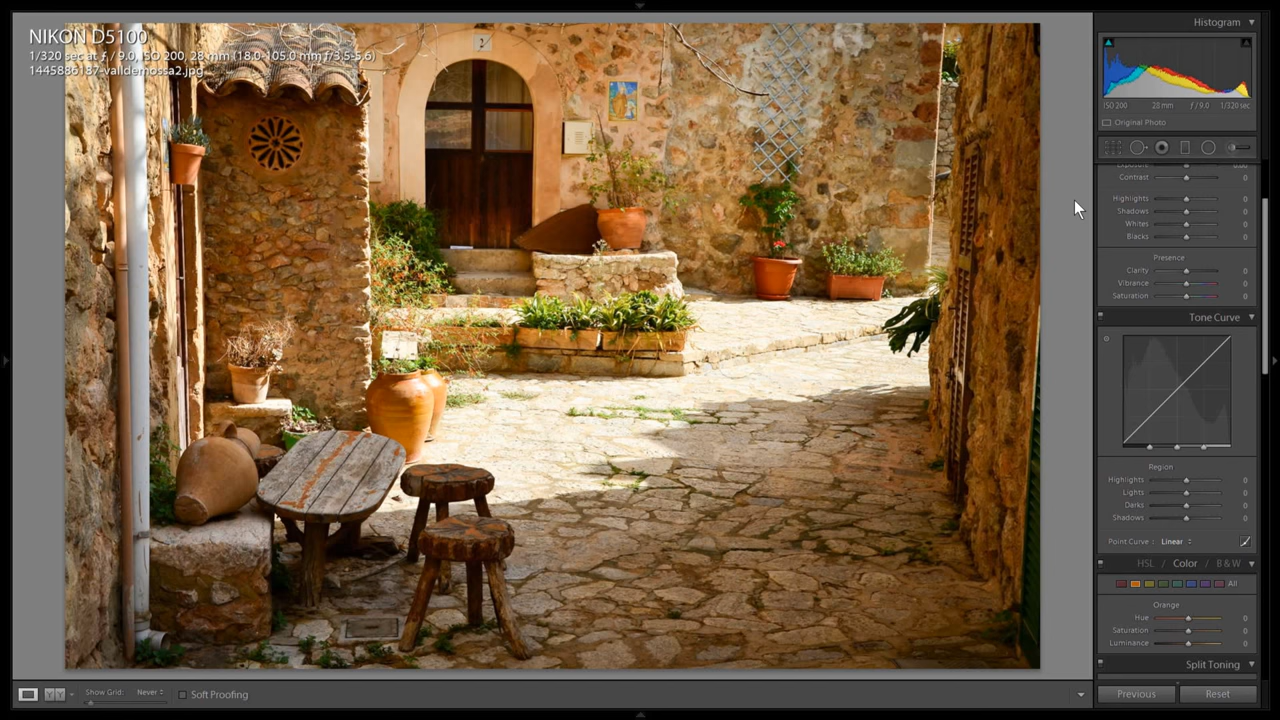 NIKON D5100
1/320 sec at ƒ / 9.0, ISO 200, 28 mm (18.0-105.0 mm ƒ/3.5-5.6)
1445886137-valldemossa2.jpg
Histogram
ISO 200 28 mm ƒ / 9.0 1/320 sec
Original Photo
Exposure 0.00
Contrast 0
Highlights 0
Shadows 0
Whites 0
Blacks 0
Presence
Clarity 0
Vibrance 0
Saturation 0
Tone Curve
Region
Highlights 0
Lights 0
Darks 0
Shadows 0
Point Curve : Linear
HSL / Color / B & W
All
Orange
Hue 0
Saturation 0
Luminance 0
Split Toning
Previous Reset
Show Grid: Never Soft Proofing